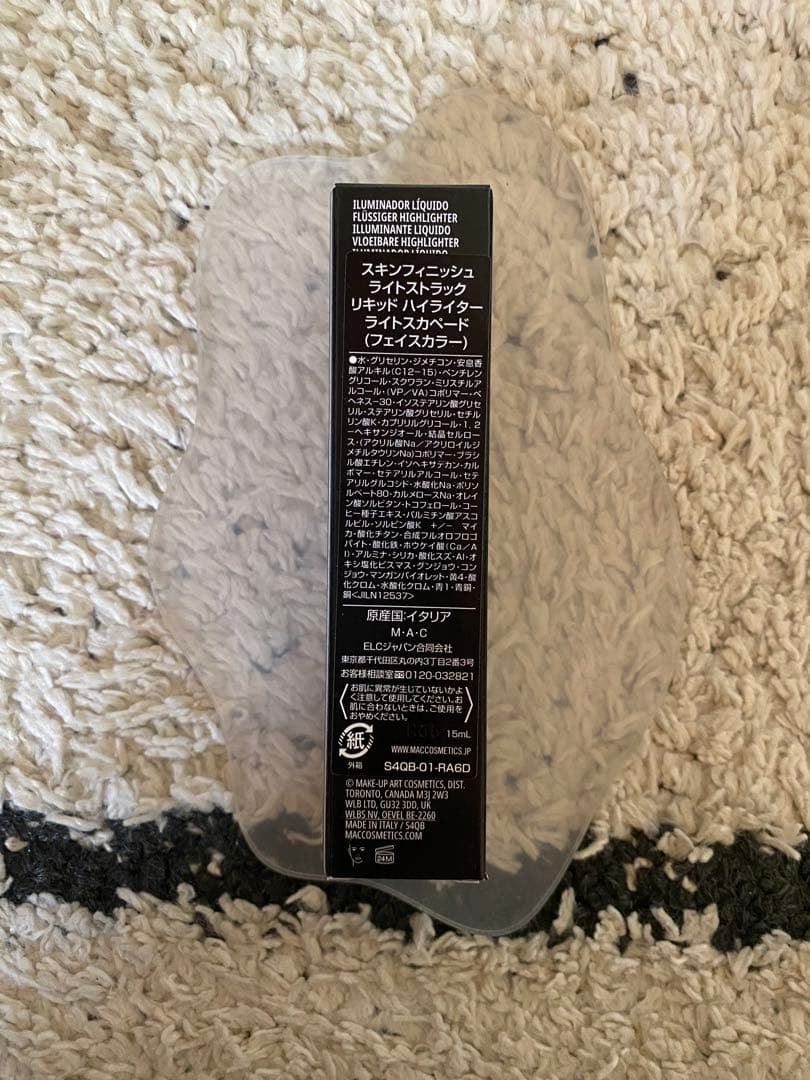 ILUMINADOR LÍQUIDO
FLÜSSIGER HIGHLIGHTER
ILLUMINANTE LIQUIDO
VLOEIBARE HIGHLIGHTER
ILUMINADOR LÍQUIDO
スキンフィニッシュ
ライトストラック
リキッド ハイライター
ライトスカペード
(フェイスカラー)
●水・グリセリン・ジメチコン・安息香
酸アルキル(C12-15)・ペンチレン
グリコール・スクワラン・ミリスチルア
ルコール・(VP/VA)コポリマー・ベ
ヘネス-30・イソステアリン酸グリセ
リル・ステアリン酸グリセリル・セチル
リン酸K・カプリリルグリコール・1,2
-ヘキサンジオール・結晶セルロー
ス・(アクリル酸Na/アクリロイルジ
メチルタウリンNa)コポリマー・ブラシ
ル酸エチレン・イソヘキサデカン・カル
ボマー・セテアリルアルコール・セテ
アリルグルコシド・水酸化Na・ポリソ
ルベート80・カルメロースNa・オレイ
ン酸ソルビタン・トコフェロール・コー
ヒー種子エキス・パルミチン酸アスコ
ルビル・ソルビン酸K +/- マイ
カ・酸化チタン・合成フルオロフロゴ
パイト・酸化鉄・ホウケイ酸(Ca/A
l)・アルミナ・シリカ・酸化スズ・Al・オ
キシ塩化ビスマス・グンジョウ・コン
ジョウ・マンガンバイオレット・黄4・酸
化クロム・水酸化クロム・青1・青銅・
銅<JILN12537>
原産国:イタリア
M・A・C
ELCジャパン合同会社
東京都千代田区丸の内3丁目2番3号
お客様相談室 0120-032821
お肌に異常が生じていないかよ
く注意して使用してください。お
肌に合わないときは、ご使用を
おやめください。
紙
外箱
15mL
WWW.MACCOSMETICS.JP
S4QB-01-RA6D
© MAKE-UP ART COSMETICS, DIST.
TORONTO, CANADA M3J 2W3
WLB LTD, GU32 3DD, UK
WLBS NV, OEVEL BE-2260
MADE IN ITALY / S4QB
MACCOSMETICS.COM
24M